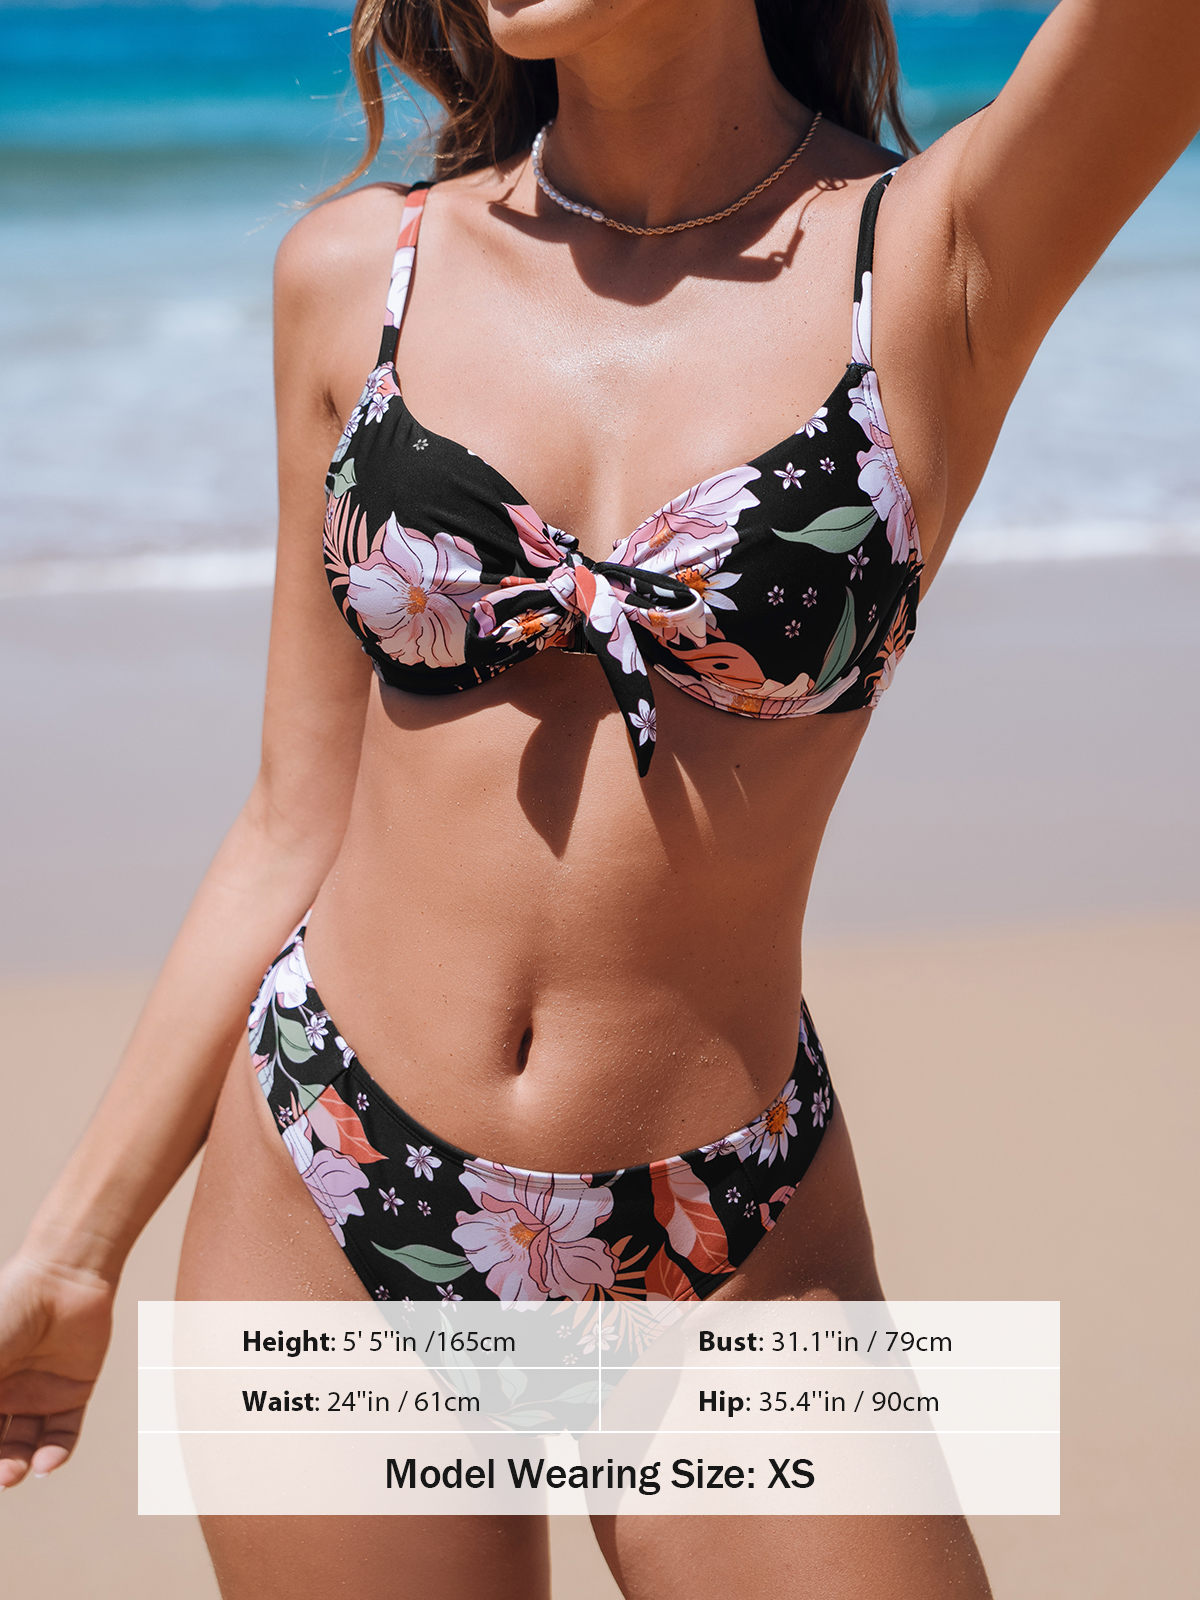 Height: 5' 5''in /165cm
Bust: 31.1''in / 79cm
Waist: 24''in / 61cm
Hip: 35.4''in / 90cm
Model Wearing Size: XS